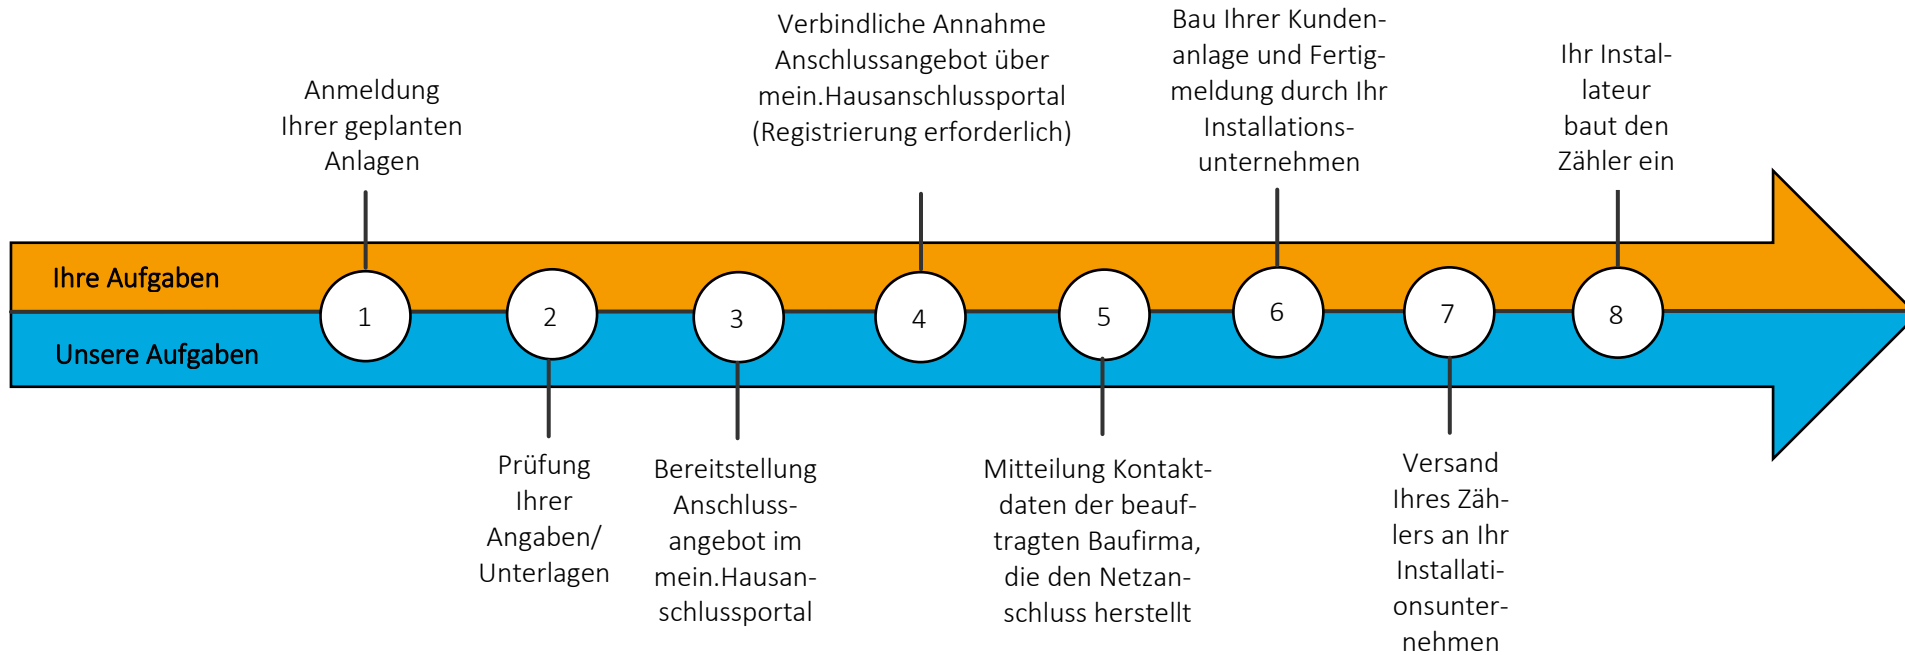 Anmeldung
Ihrer geplanten
Anlagen
Verbindliche Annahme
Anschlussangebot über
mein.Hausanschlussportal
(Registrierung erforderlich)
Bau Ihrer Kunden-
anlage und Fertig-
meldung durch Ihr
Installations-
unternehmen
Ihr Instal-
lateur
baut den
Zähler ein
Ihre Aufgaben
1
2
3
4
5
6
7
8
Unsere Aufgaben
Prüfung
Ihrer
Angaben/
Unterlagen
Bereitstellung
Anschluss-
angebot im
mein.Hausan-
schlussportal
Mitteilung Kontakt-
daten der beauf-
tragten Baufirma,
die den Netzan-
schluss herstellt
Versand
Ihres Zäh-
lers an Ihr
Installati-
onsunter-
nehmen